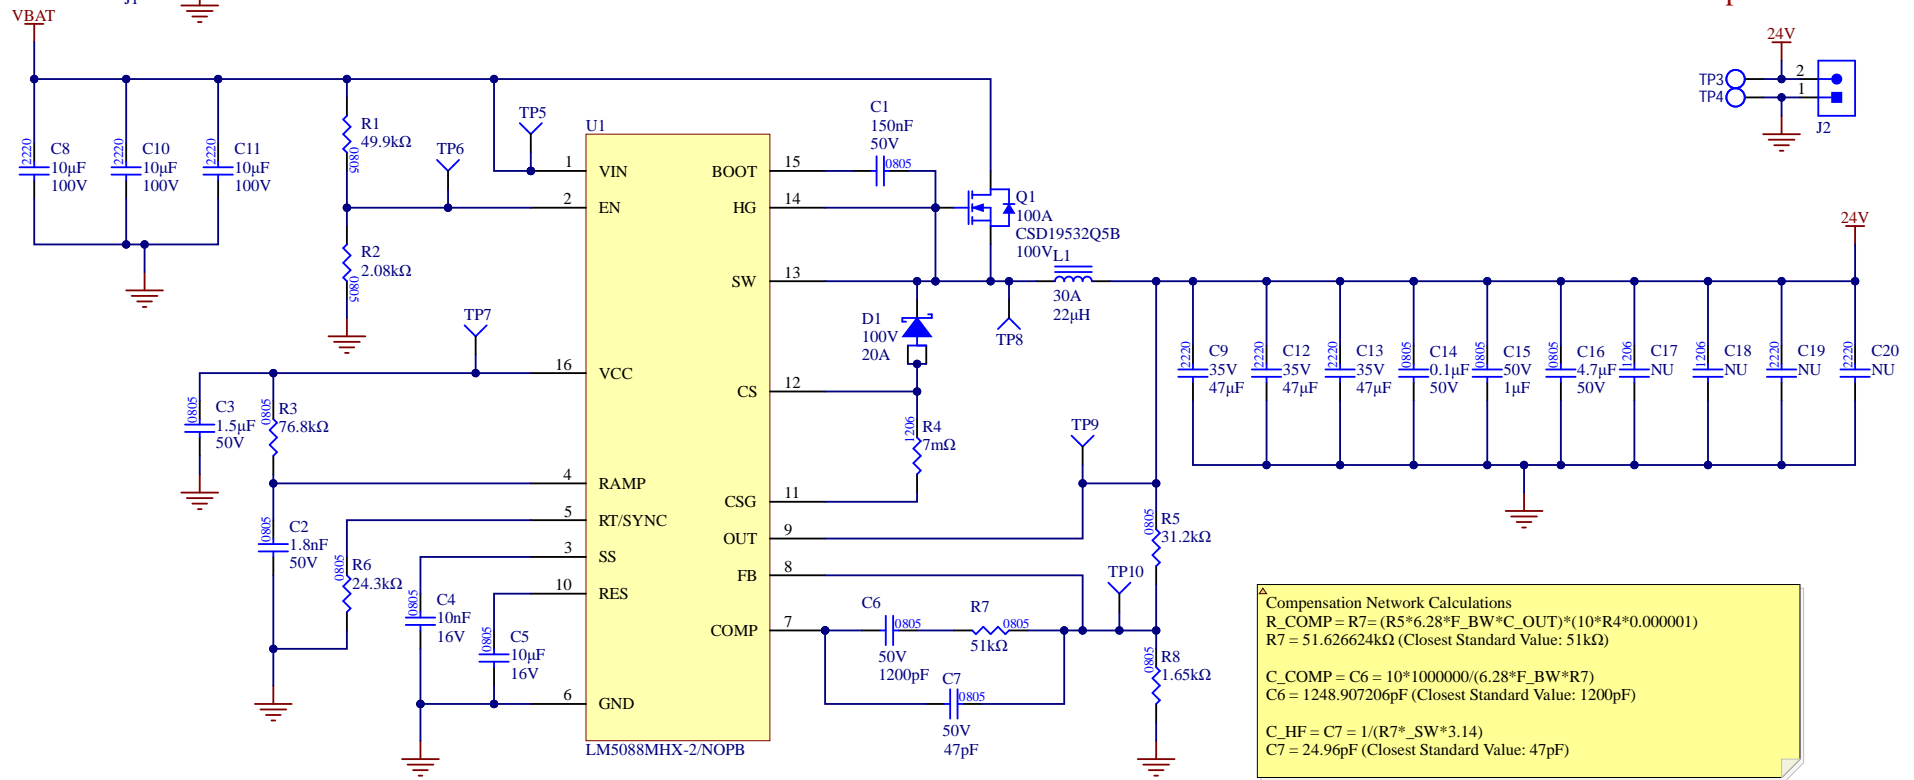 J1
VBAT
24V
TP3
TP4
2
1
J2
C8
10µF
100V
2220
C10
10µF
100V
2220
C11
10µF
100V
2220
R1
49.9kΩ
0805
R2
2.08kΩ
0805
TP5
TP6
TP7
U1
1
VIN
2
EN
16
VCC
4
RAMP
5
RT/SYNC
3
SS
10
RES
6
GND
BOOT
15
HG
14
SW
13
CS
12
CSG
11
OUT
9
FB
8
COMP
7
LM5088MHX-2/NOPB
C3
1.5µF
50V
0805
R3
76.8kΩ
0805
C2
1.8nF
50V
0805
R6
24.3kΩ
0805
C4
10nF
16V
0805
C5
10µF
16V
0805
C1
150nF
50V
0805
Q1
100A
CSD19532Q5B
100V
L1
30A
22µH
D1
100V
20A
TP8
R4
7mΩ
1206
TP9
R5
31.2kΩ
0805
TP10
C6
0805
50V
1200pF
R7
0805
51kΩ
C7
0805
50V
47pF
R8
1.65kΩ
0805
24V
C9
35V
47µF
2220
C12
35V
47µF
2220
C13
35V
47µF
2220
C14
0.1µF
50V
0805
C15
50V
1µF
0805
C16
4.7µF
50V
0805
C17
NU
1206
C18
NU
1206
C19
NU
2220
C20
NU
2220
Compensation Network Calculations
R_COMP = R7= (R5*6.28*F_BW*C_OUT)*(10*R4*0.000001)
R7 = 51.626624kΩ (Closest Standard Value: 51kΩ)
C_COMP = C6 = 10*1000000/(6.28*F_BW*R7)
C6 = 1248.907206pF (Closest Standard Value: 1200pF)
C_HF = C7 = 1/(R7*_SW*3.14)
C7 = 24.96pF (Closest Standard Value: 47pF)